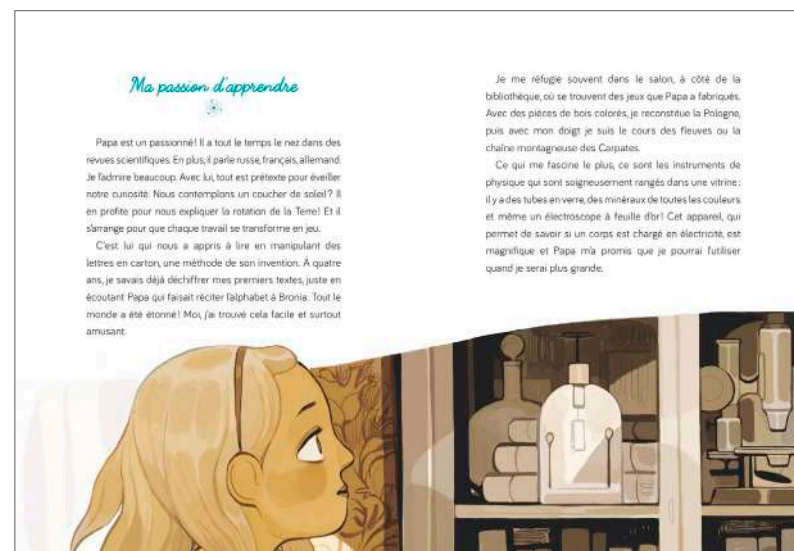 Ma passion d'apprendre
Papa est un passionné! Il a tout le temps le nez dans des
revues scientifiques. En plus, il parle russe, français, allemand.
Je l'admire beaucoup. Avec lui, tout est prétexte pour éveiller
notre curiosité. Nous contemplons un coucher de soleil? Il
en profite pour nous expliquer la rotation de la Terre! Et il
s'arrange pour que chaque travail se transforme en jeu.
C'est lui qui nous a appris à lire en manipulant des
lettres en carton, une méthode de son invention. À quatre
ans, je savais déjà déchiffrer mes premiers textes, juste en
écoutant Papa qui faisait réciter l'alphabet à Bronia. Tout le
monde a été étonné! Moi, j'ai trouvé cela facile et surtout
amusant.
Je me réfugie souvent dans le salon, à côté de la
bibliothèque, où se trouvent des jeux que Papa a fabriqués.
Avec des pièces de bois colorés, je reconstitue la Pologne,
puis avec mon doigt je suis le cours des fleuves ou la
chaîne montagneuse des Carpates.
Ce qui me fascine le plus, ce sont les instruments de
physique qui sont soigneusement rangés dans une vitrine:
il y a des tubes en verre, des minéraux de toutes les couleurs
et même un électroscope à feuille d'or! Cet appareil, qui
permet de savoir si un corps est chargé en électricité, est
magnifique et Papa m'a promis que je pourrai l'utiliser
quand je serai plus grande.